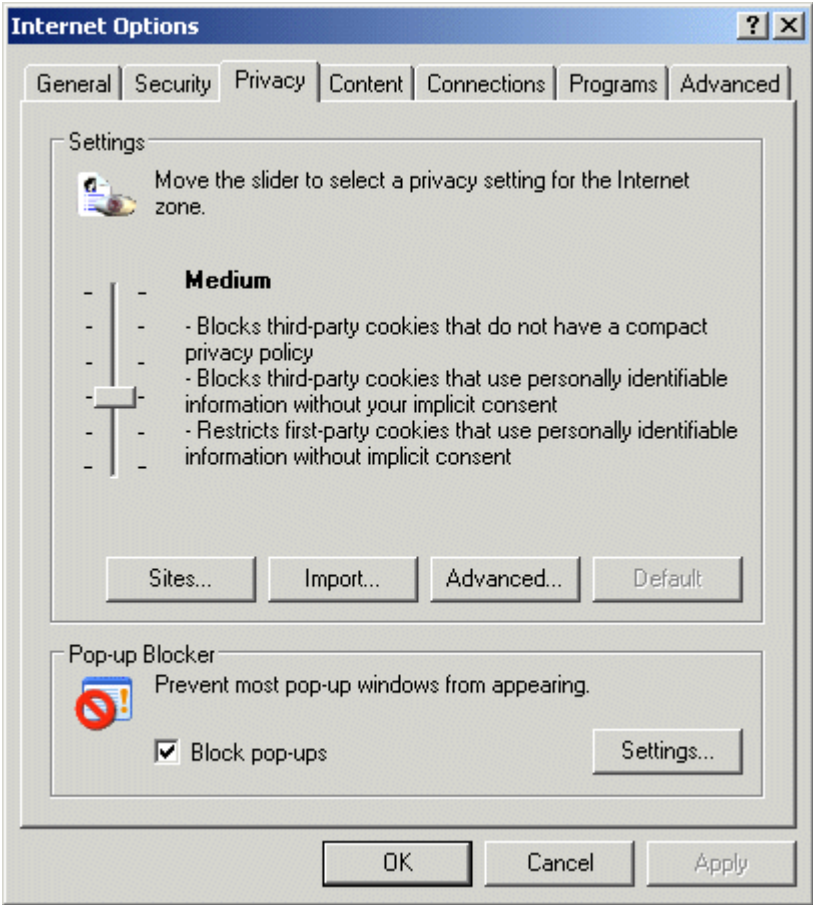 Internet Options
General Security Privacy Content Connections Programs Advanced
Settings
Move the slider to select a privacy setting for the Internet
zone.
Medium
- Blocks third-party cookies that do not have a compact
privacy policy
- Blocks third-party cookies that use personally identifiable
information without your implicit consent
- Restricts first-party cookies that use personally identifiable
information without implicit consent
Sites... Import... Advanced... Default
Pop-up Blocker
Prevent most pop-up windows from appearing.
Block pop-ups
Settings...
OK Cancel Apply